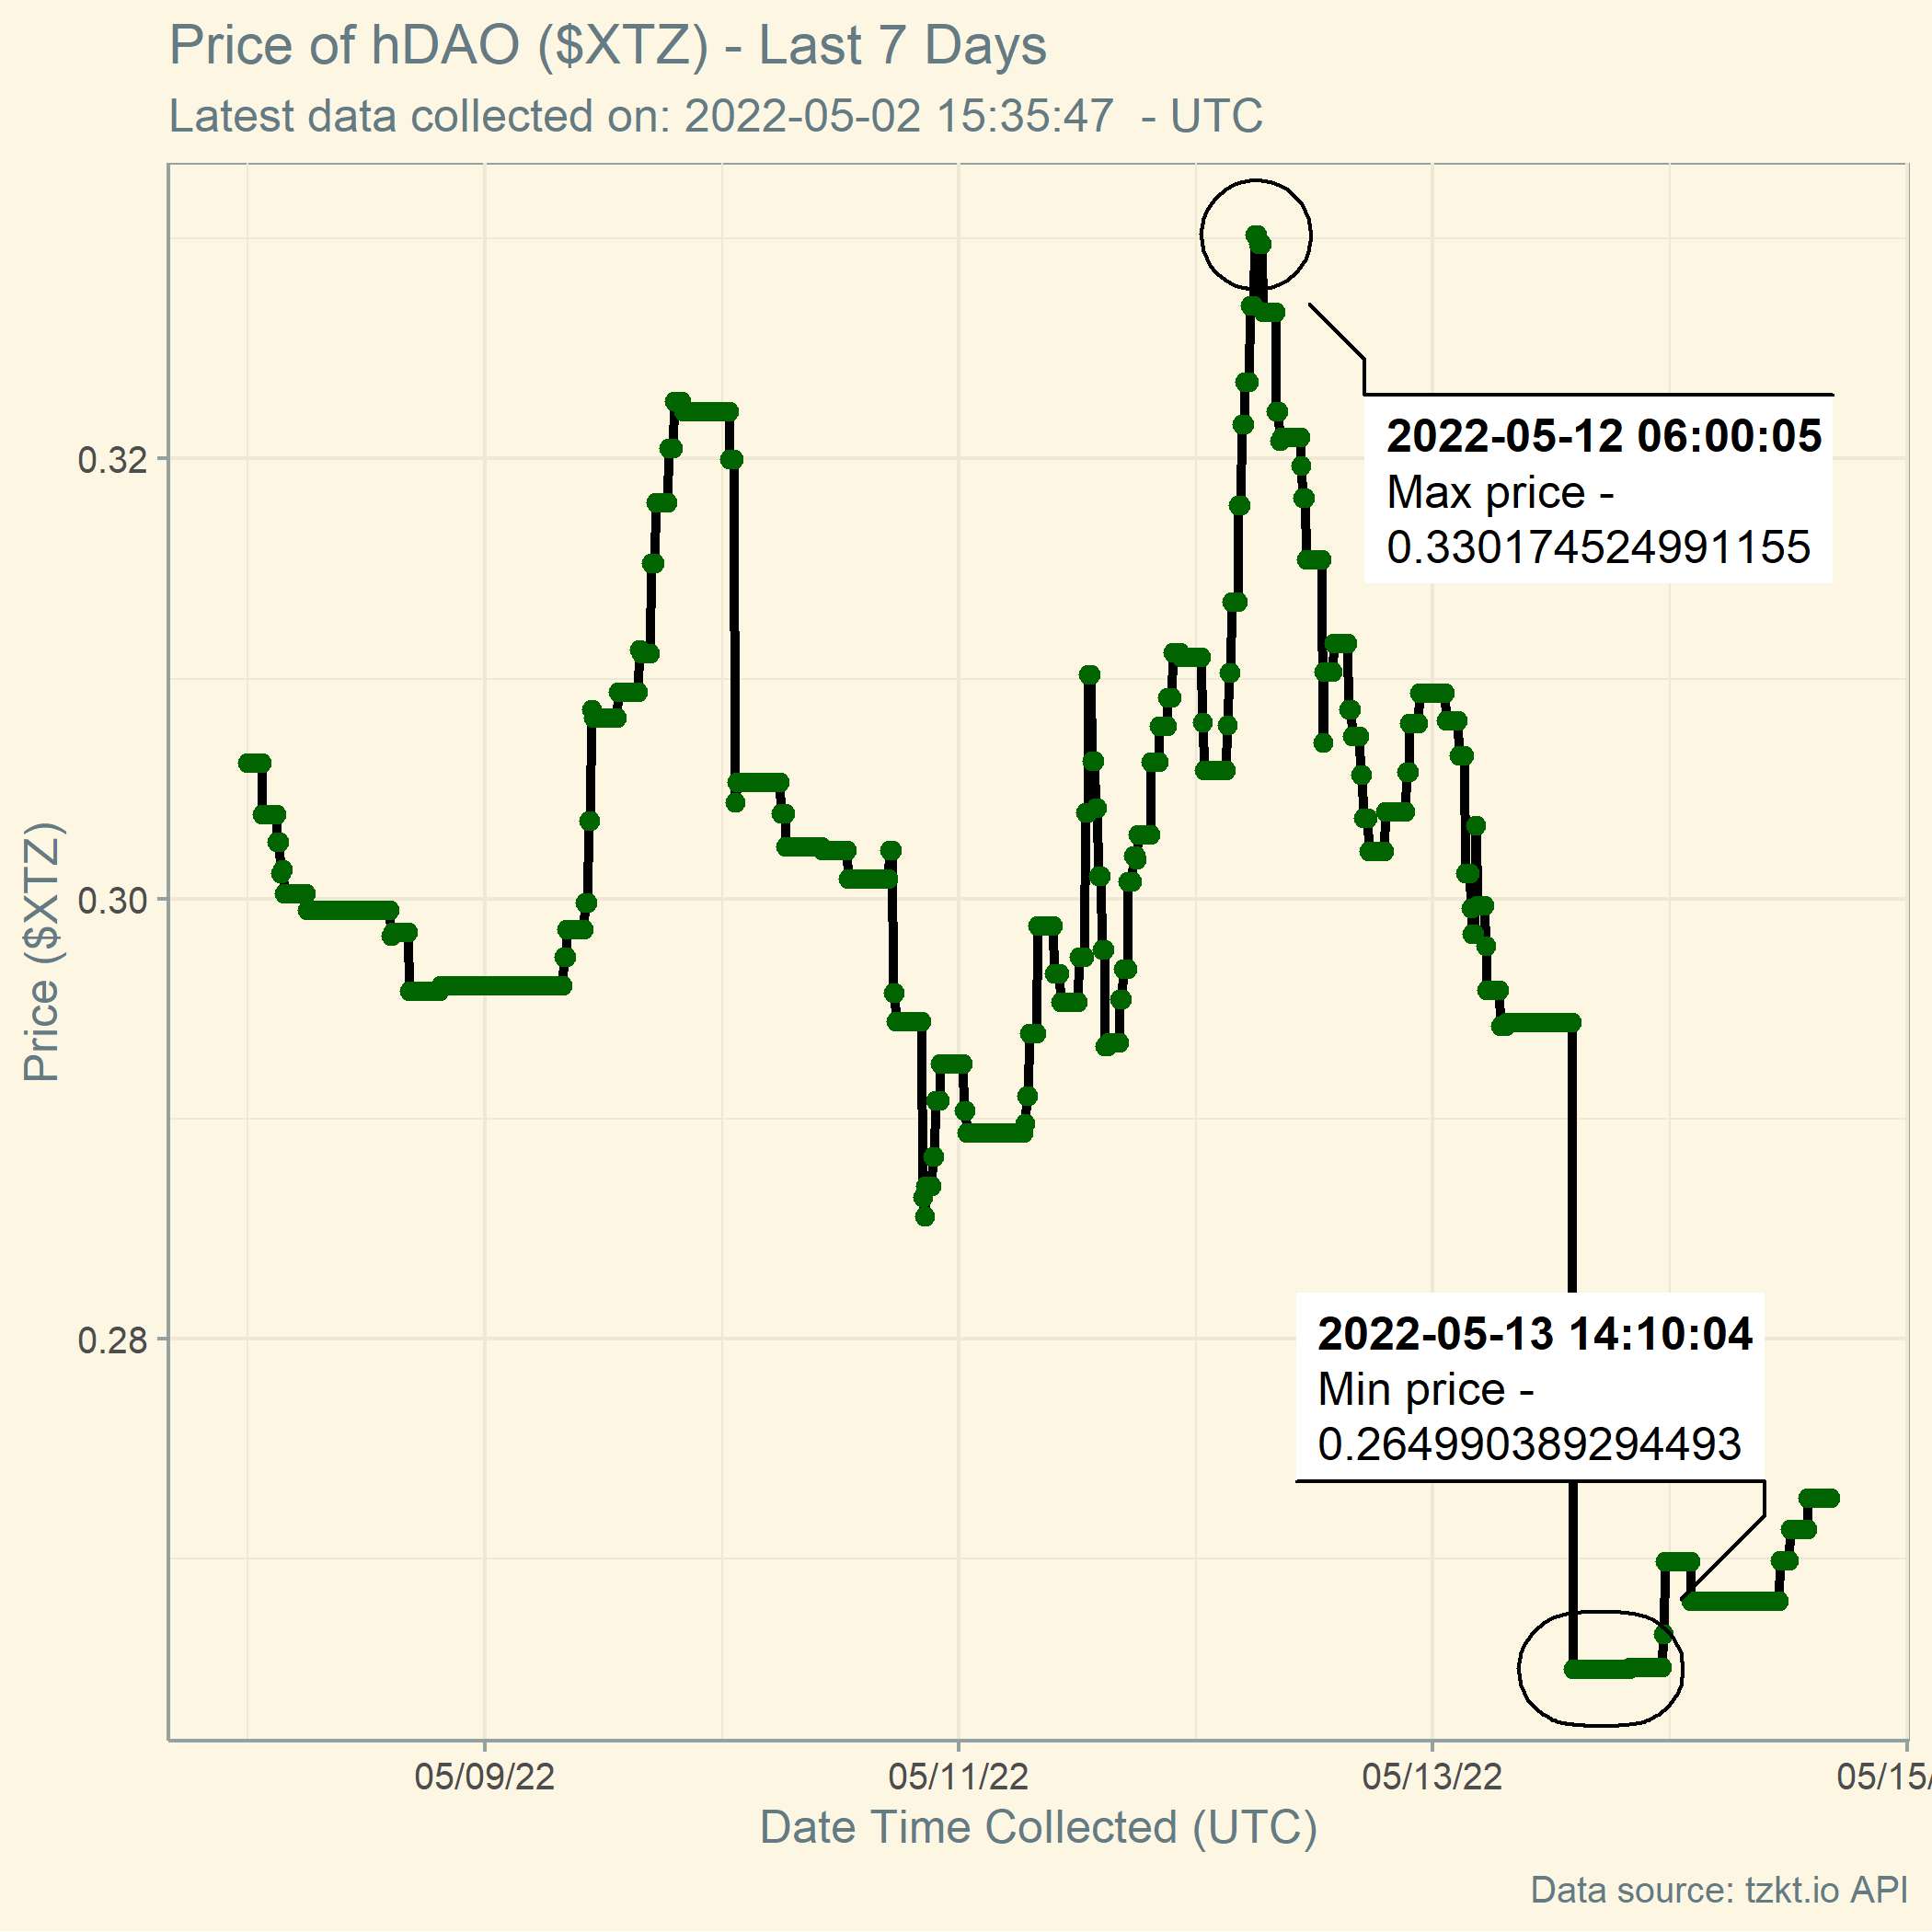 Price of hDAO ($XTZ) - Last 7 Days
Latest data collected on: 2022-05-02 15:35:47  - UTC
2022-05-12 06:00:05
Max price -
0.330174524991155
0.32
0.30
0.28
Price ($XTZ)
2022-05-13 14:10:04
Min price -
0.264990389294493
05/09/22
05/11/22
05/13/22
05/15/
Date Time Collected (UTC)
Data source: tzkt.io API